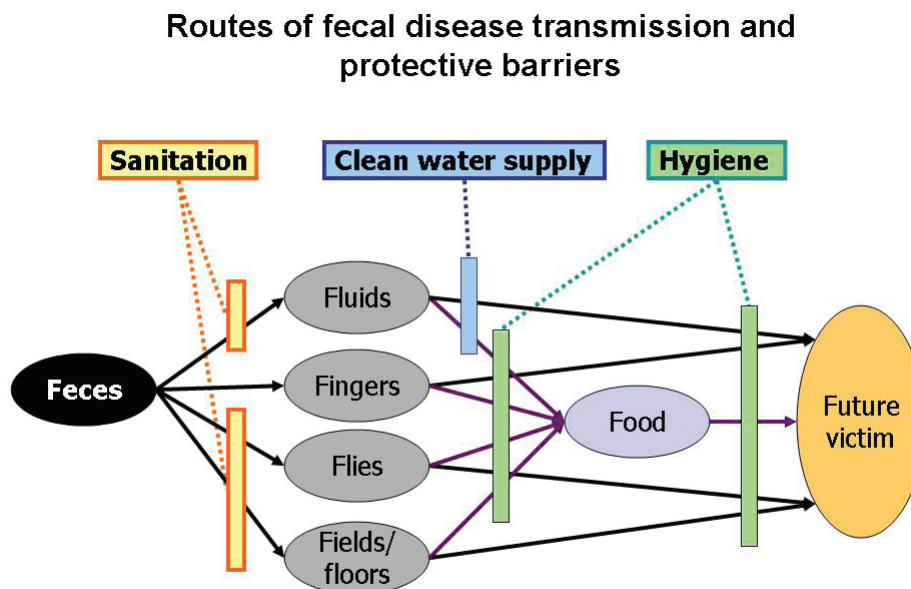 Routes of fecal disease transmission and
protective barriers
Sanitation
Clean water supply
Hygiene
Fluids
Feces
Fingers
Food
Future
victim
Flies
Fields/
floors